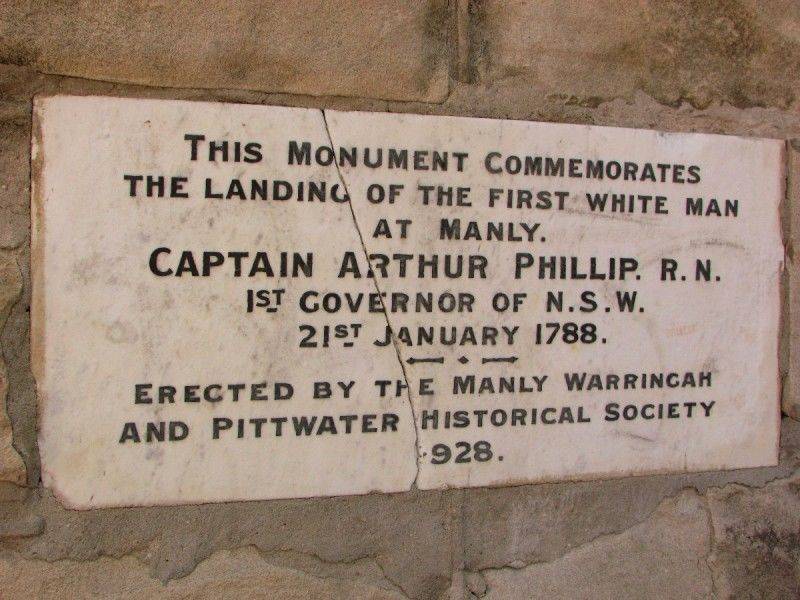 THIS MONUMENT COMMEMORATES
THE LANDING OF THE FIRST WHITE MAN
AT MANLY.
CAPTAIN ARTHUR PHILLIP. R.N.
1ST GOVERNOR OF N.S.W.
21ST JANUARY 1788.
ERECTED BY THE MANLY WARRINGAH
AND PITTWATER HISTORICAL SOCIETY
1928.